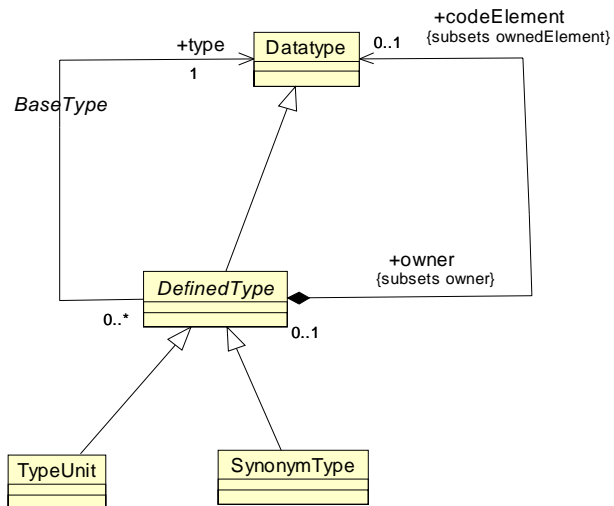 +codeElement
{subsets ownedElement}
+type
Datatype
0..1
1
BaseType
+owner
{subsets owner}
DefinedType
0..*
0..1
TypeUnit
SynonymType